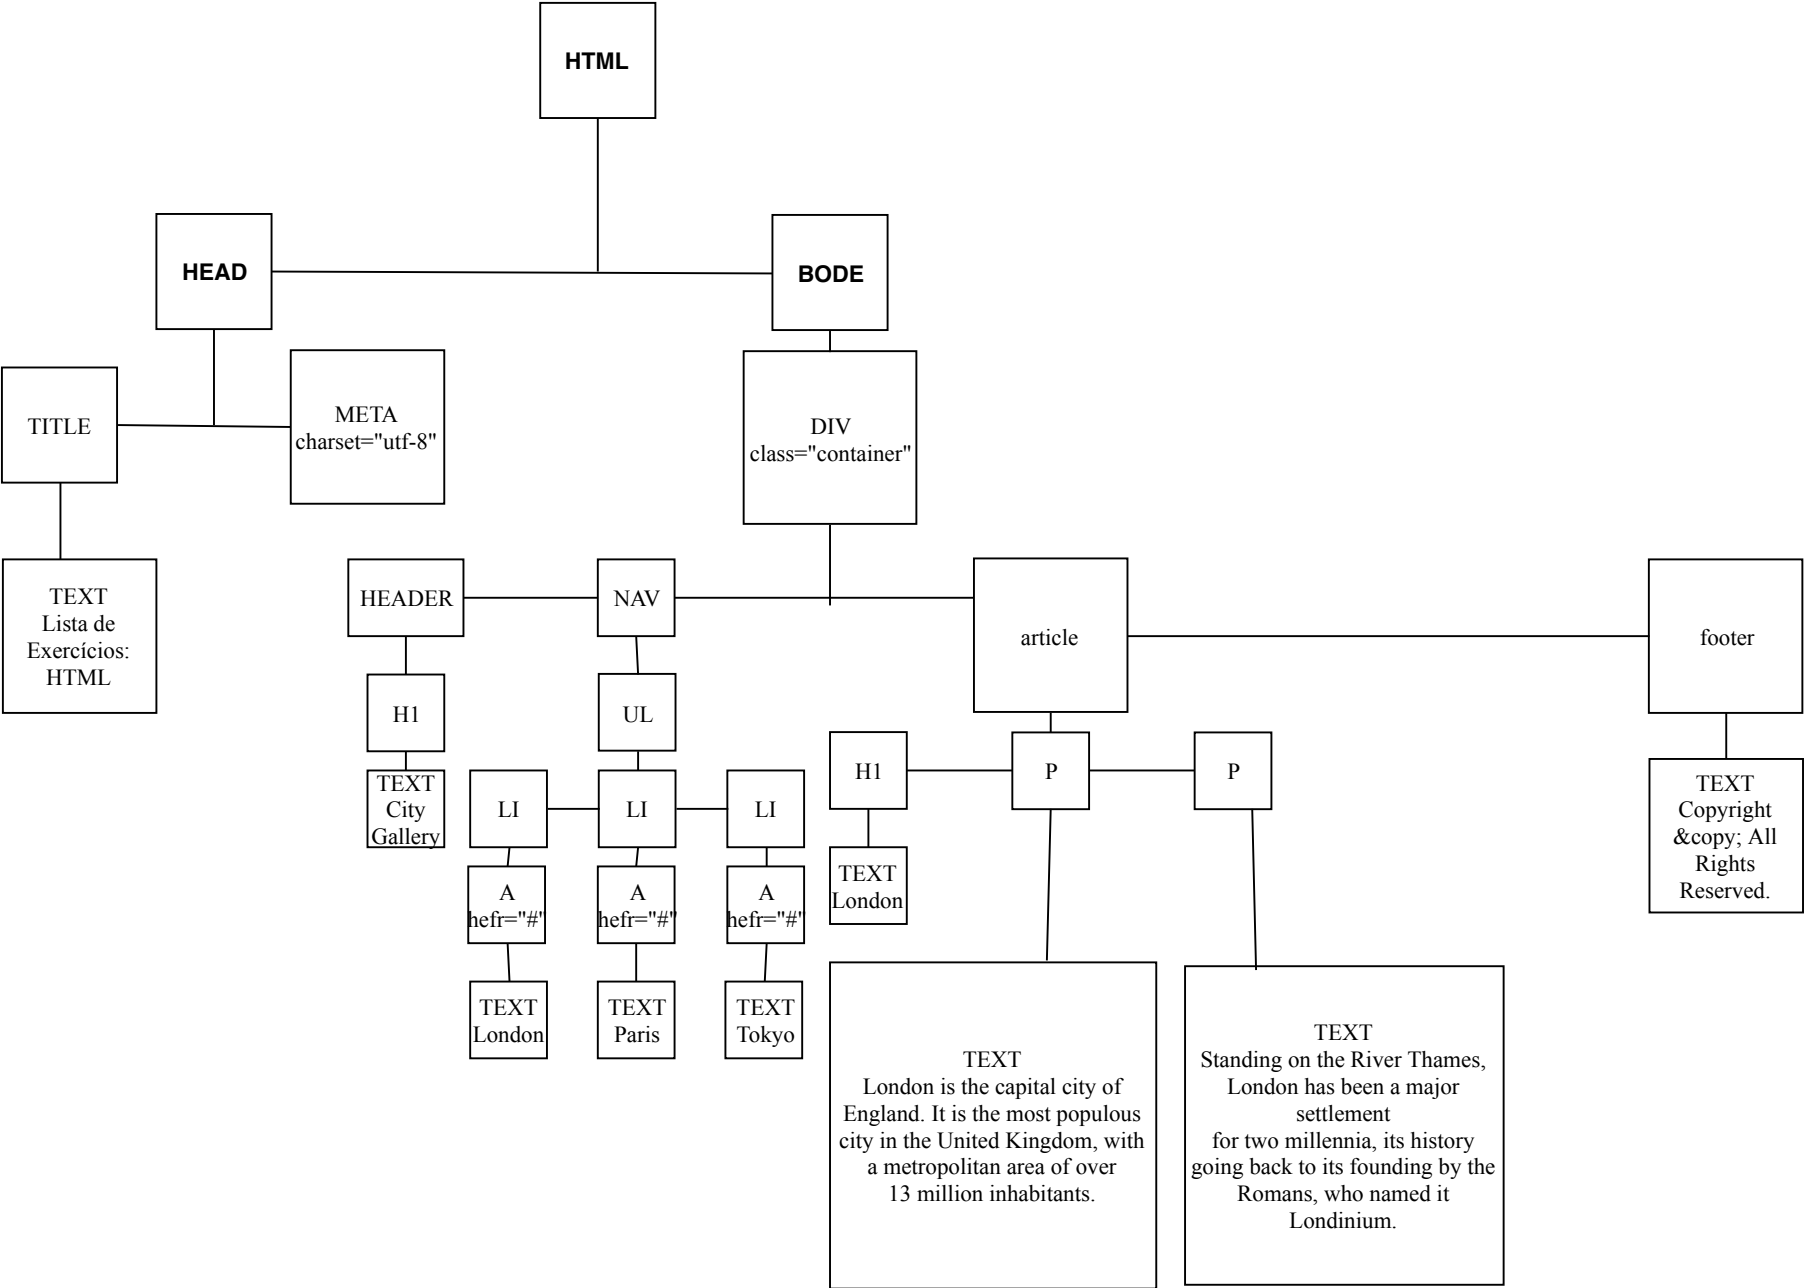 HTML
HEAD
BODE
TITLE
META
charset="utf-8"
DIV
class="container"
TEXT
Lista de
Exercícios:
HTML
HEADER
NAV
article
footer
H1
UL
TEXT
City
Gallery
LI
LI
LI
H1
P
P
TEXT
Copyright
&copy; All
Rights
Reserved.
A
hefr="#"
A
hefr="#"
A
hefr="#"
TEXT
London
TEXT
London
TEXT
Paris
TEXT
Tokyo
TEXT
London is the capital city of
England. It is the most populous
city in the United Kingdom, with
a metropolitan area of over
13 million inhabitants.
TEXT
Standing on the River Thames,
London has been a major
settlement
for two millennia, its history
going back to its founding by the
Romans, who named it
Londinium.